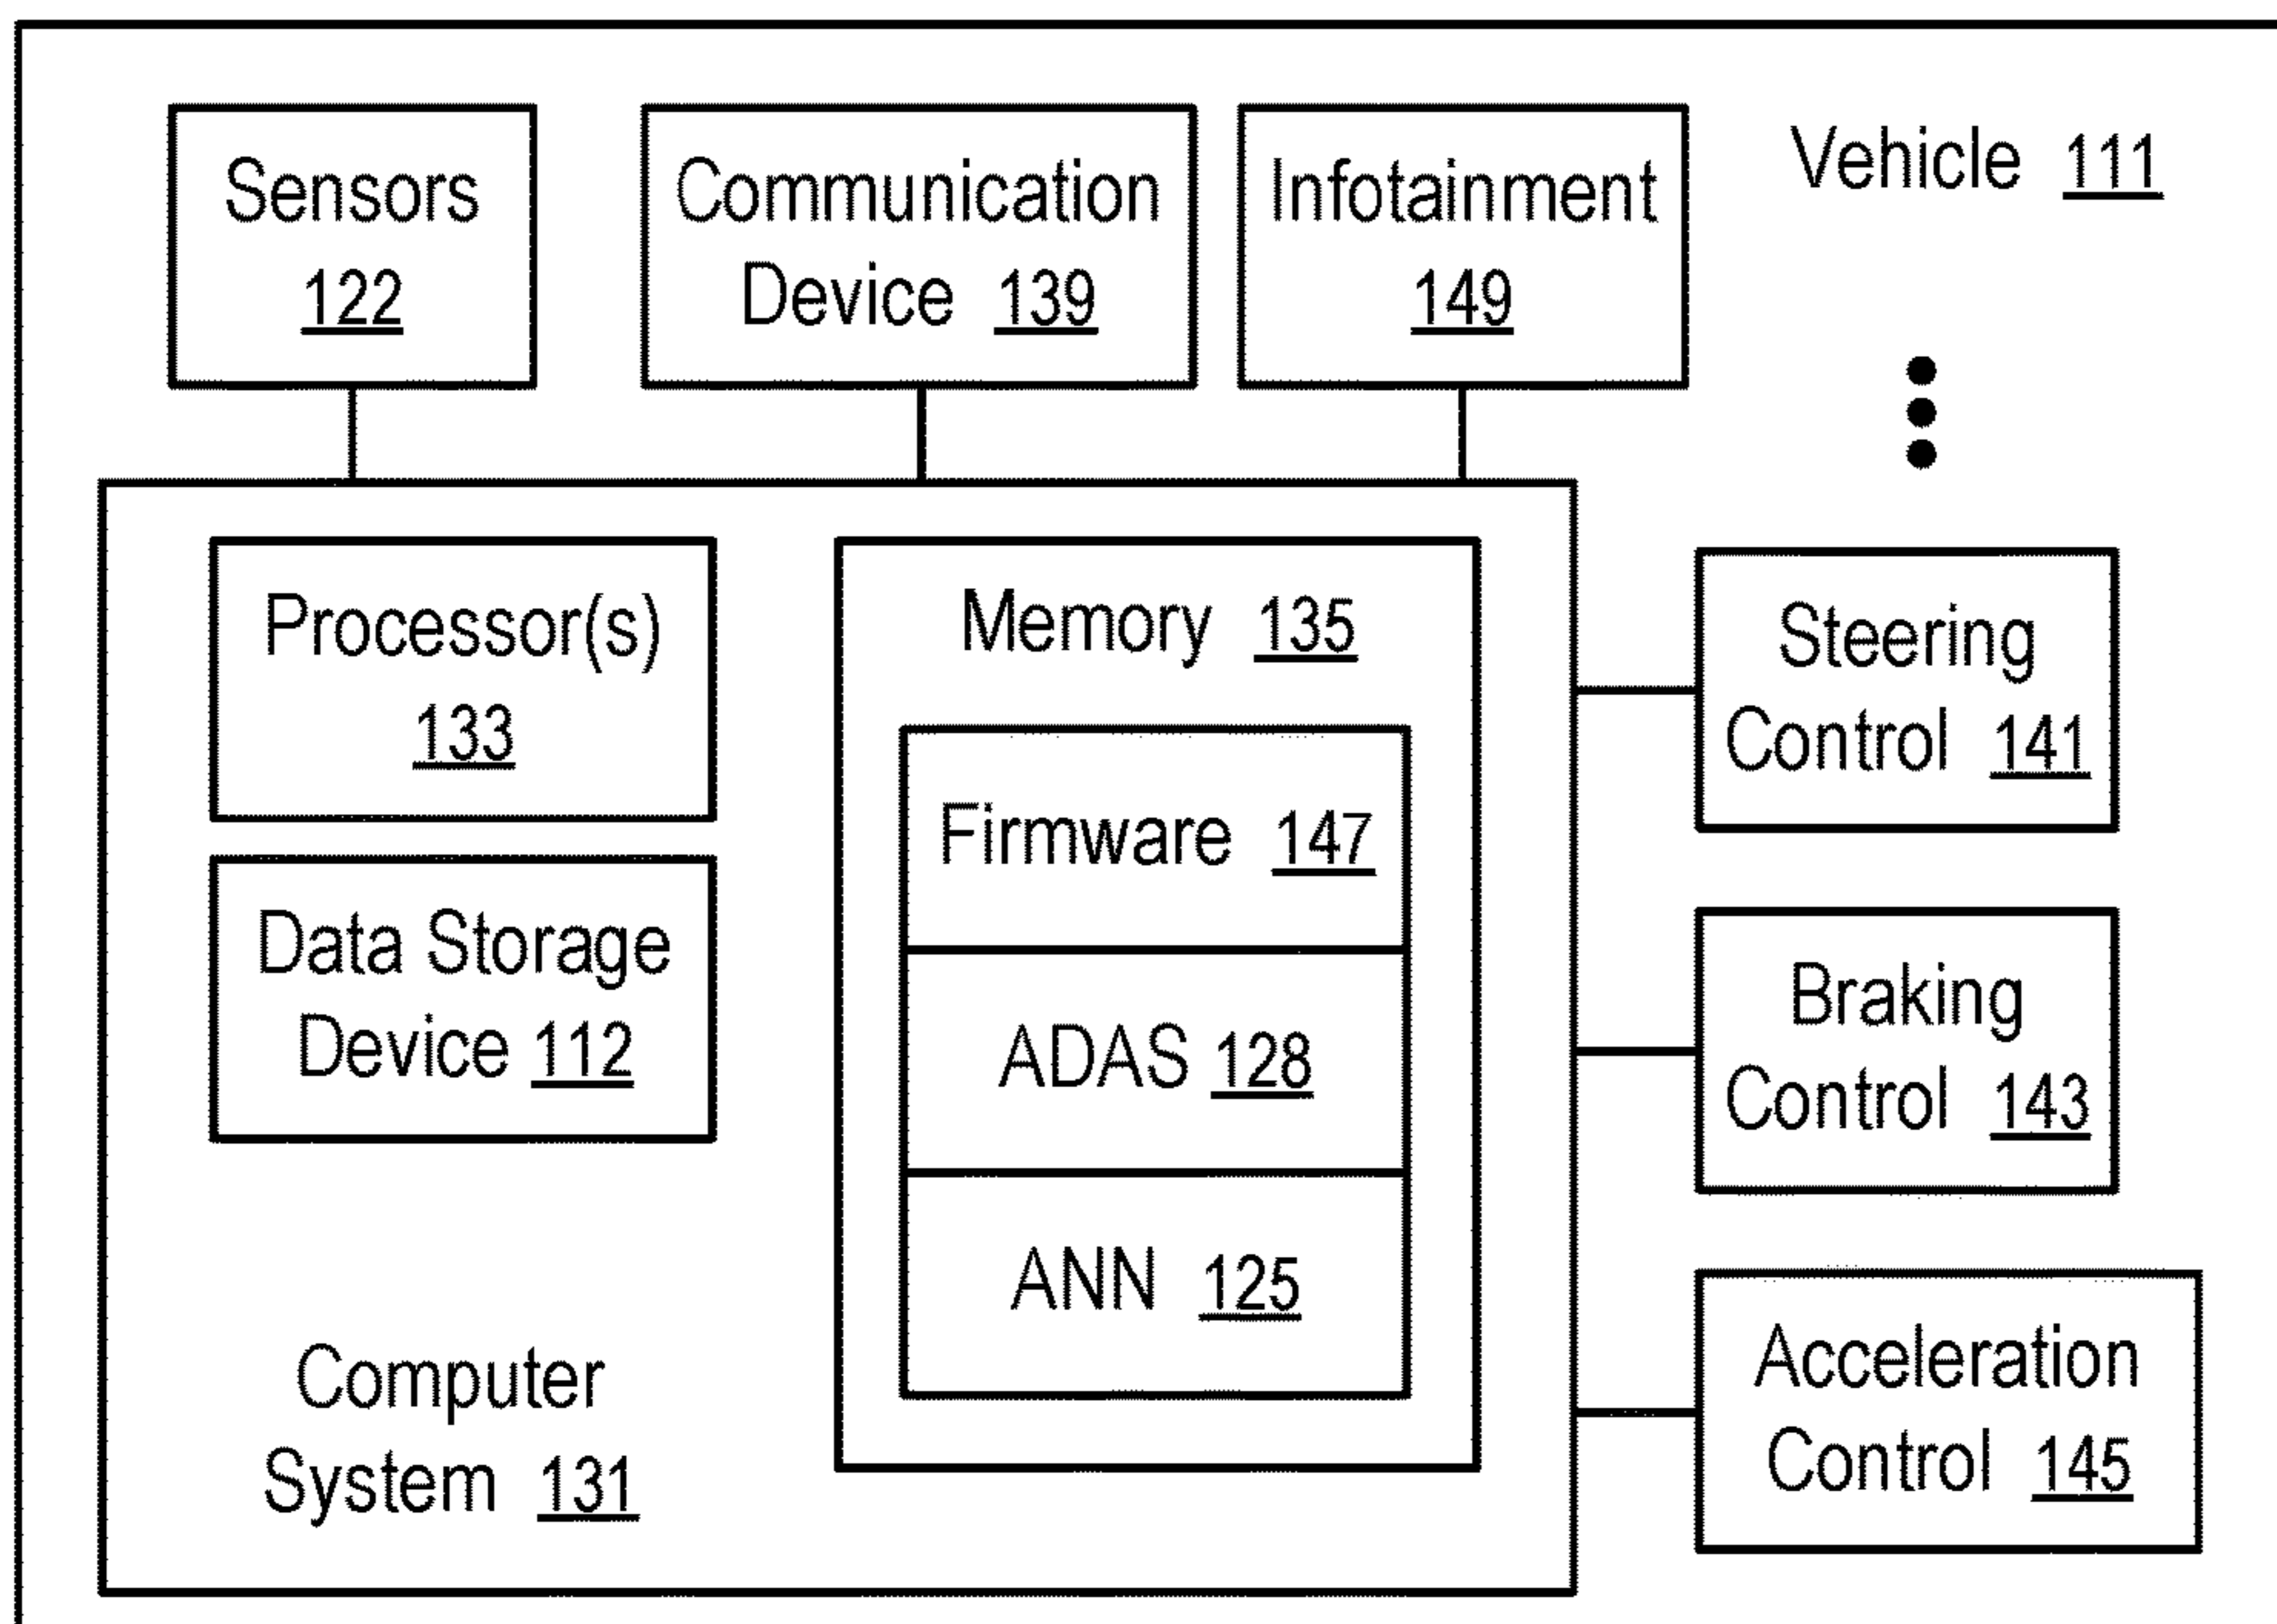 Sensors
122
Communication
Device 139
Infotainment
149
Vehicle 111
Processor(s)
133
Data Storage
Device 112
Computer
System 131
Memory 135
Firmware 147
ADAS 128
ANN 125
Steering
Control 141
Braking
Control 143
Acceleration
Control 145